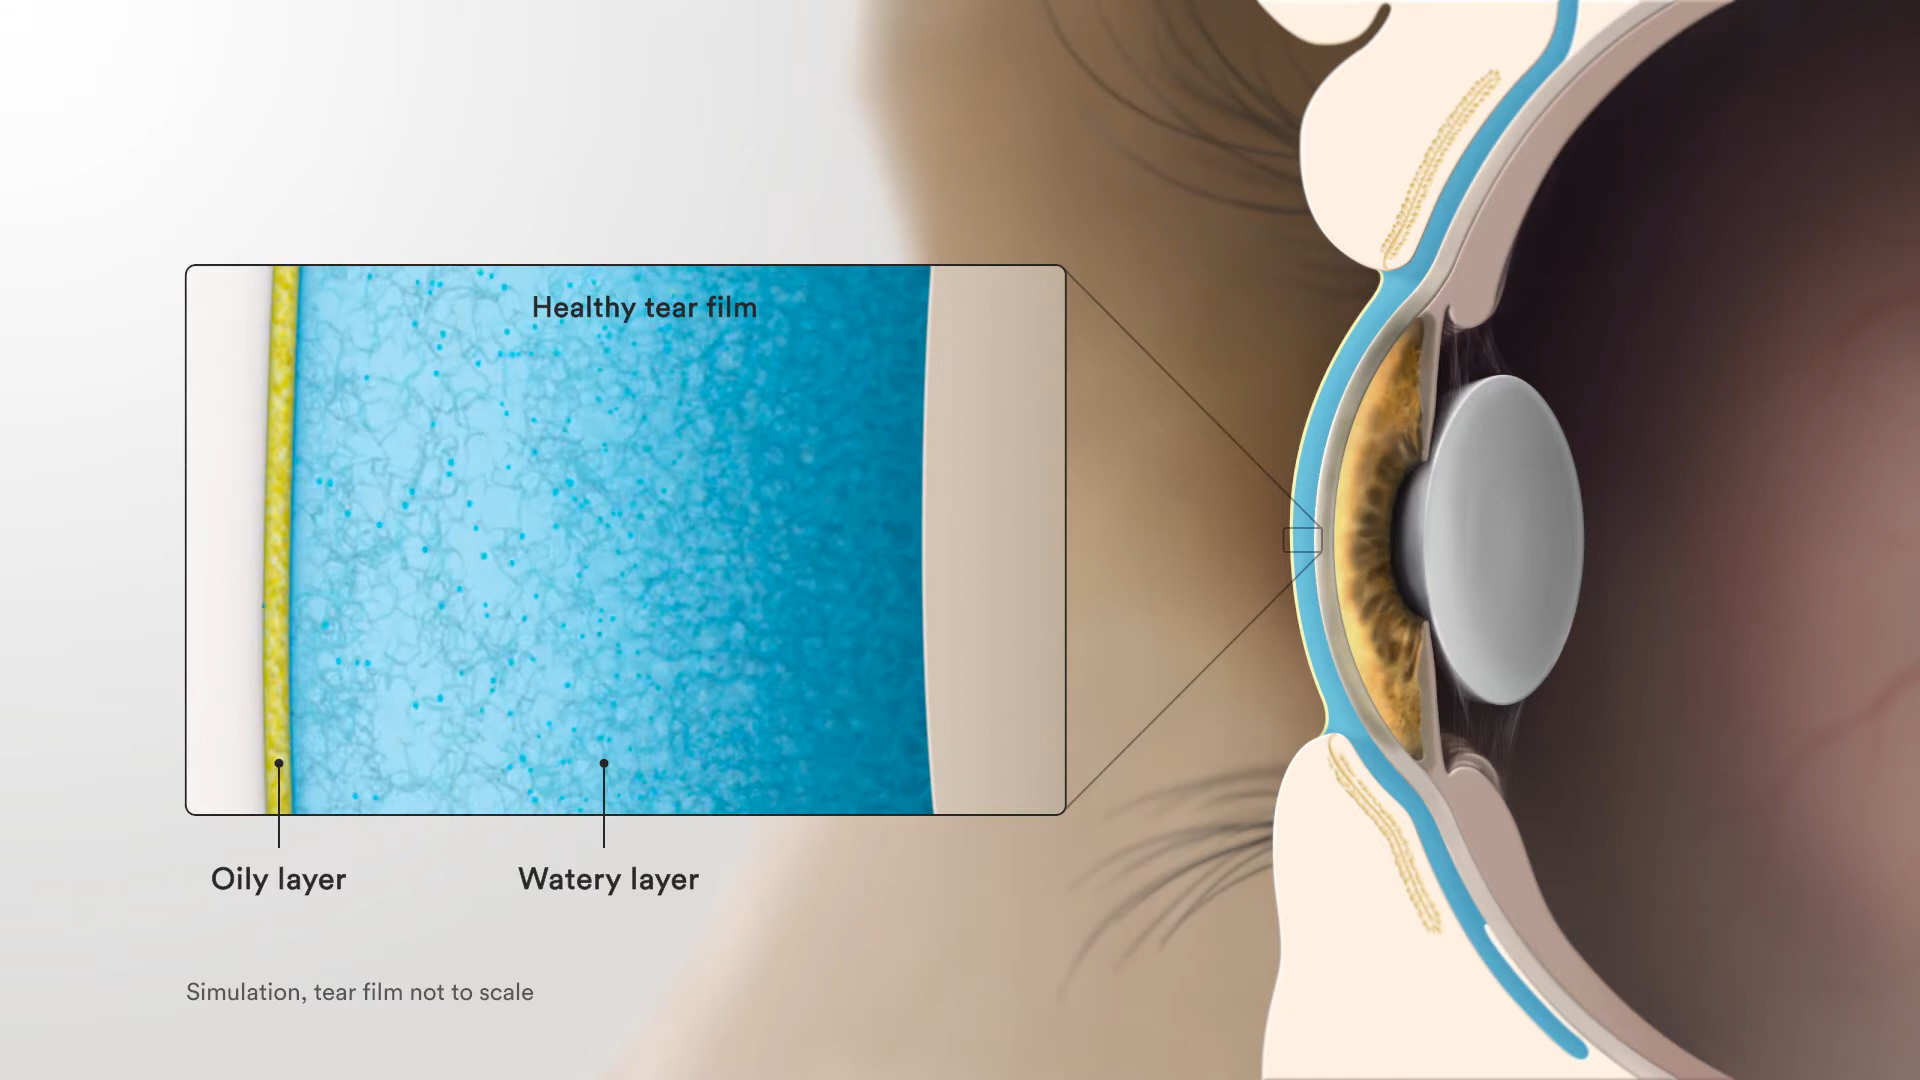 Healthy tear film
Oily layer
Watery layer
Simulation, tear film not to scale